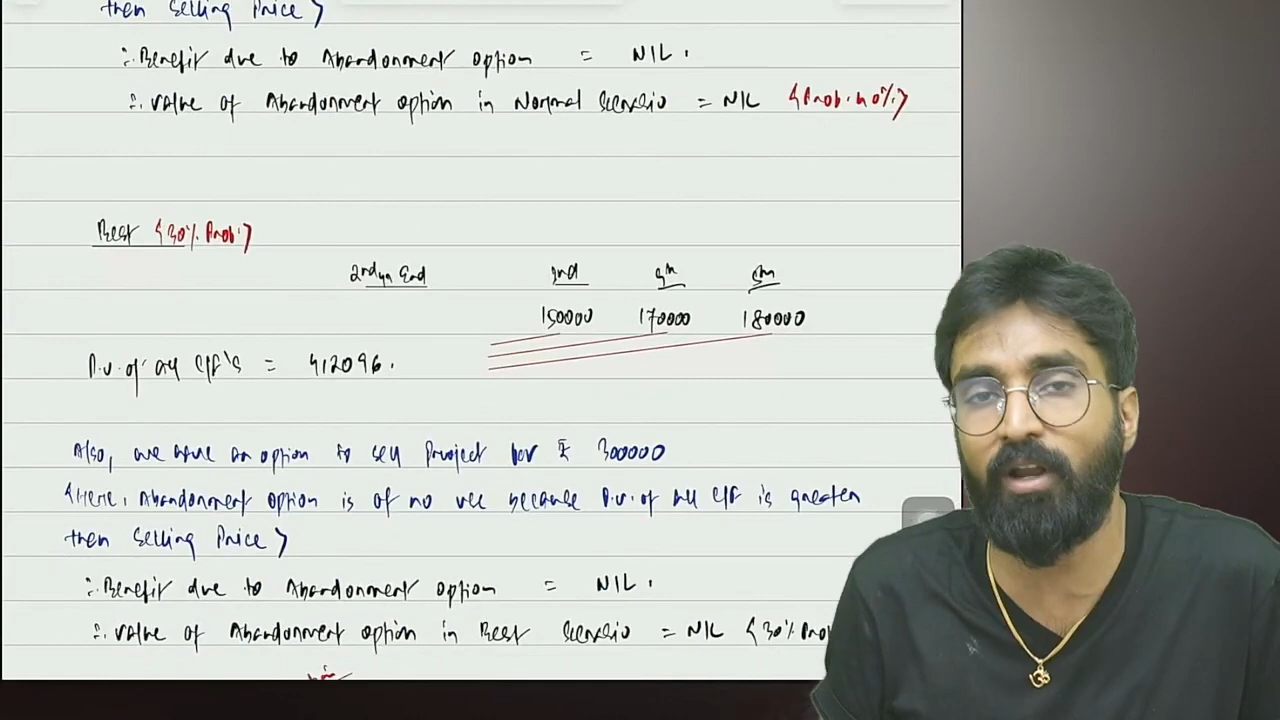 then Selling Price }
∴ Benefit due to Abandonment option = NIL.
∴ value of Abandonment option in Normal Scenario = NIL {Prob. 40%}
Best {30% Prob}
2nd yr End 3rd 4th 5th
150000 170000 180000
P.v. of all C/F's = 412096.
Also, we have an option to sell Project for ₹ 300000
{Here, Abandonment option is of no use because P.v. of all C/F is greater
then Selling Price }
∴ Benefit due to Abandonment option = NIL.
∴ value of Abandonment option in Best Scenario = NIL {30% Pro